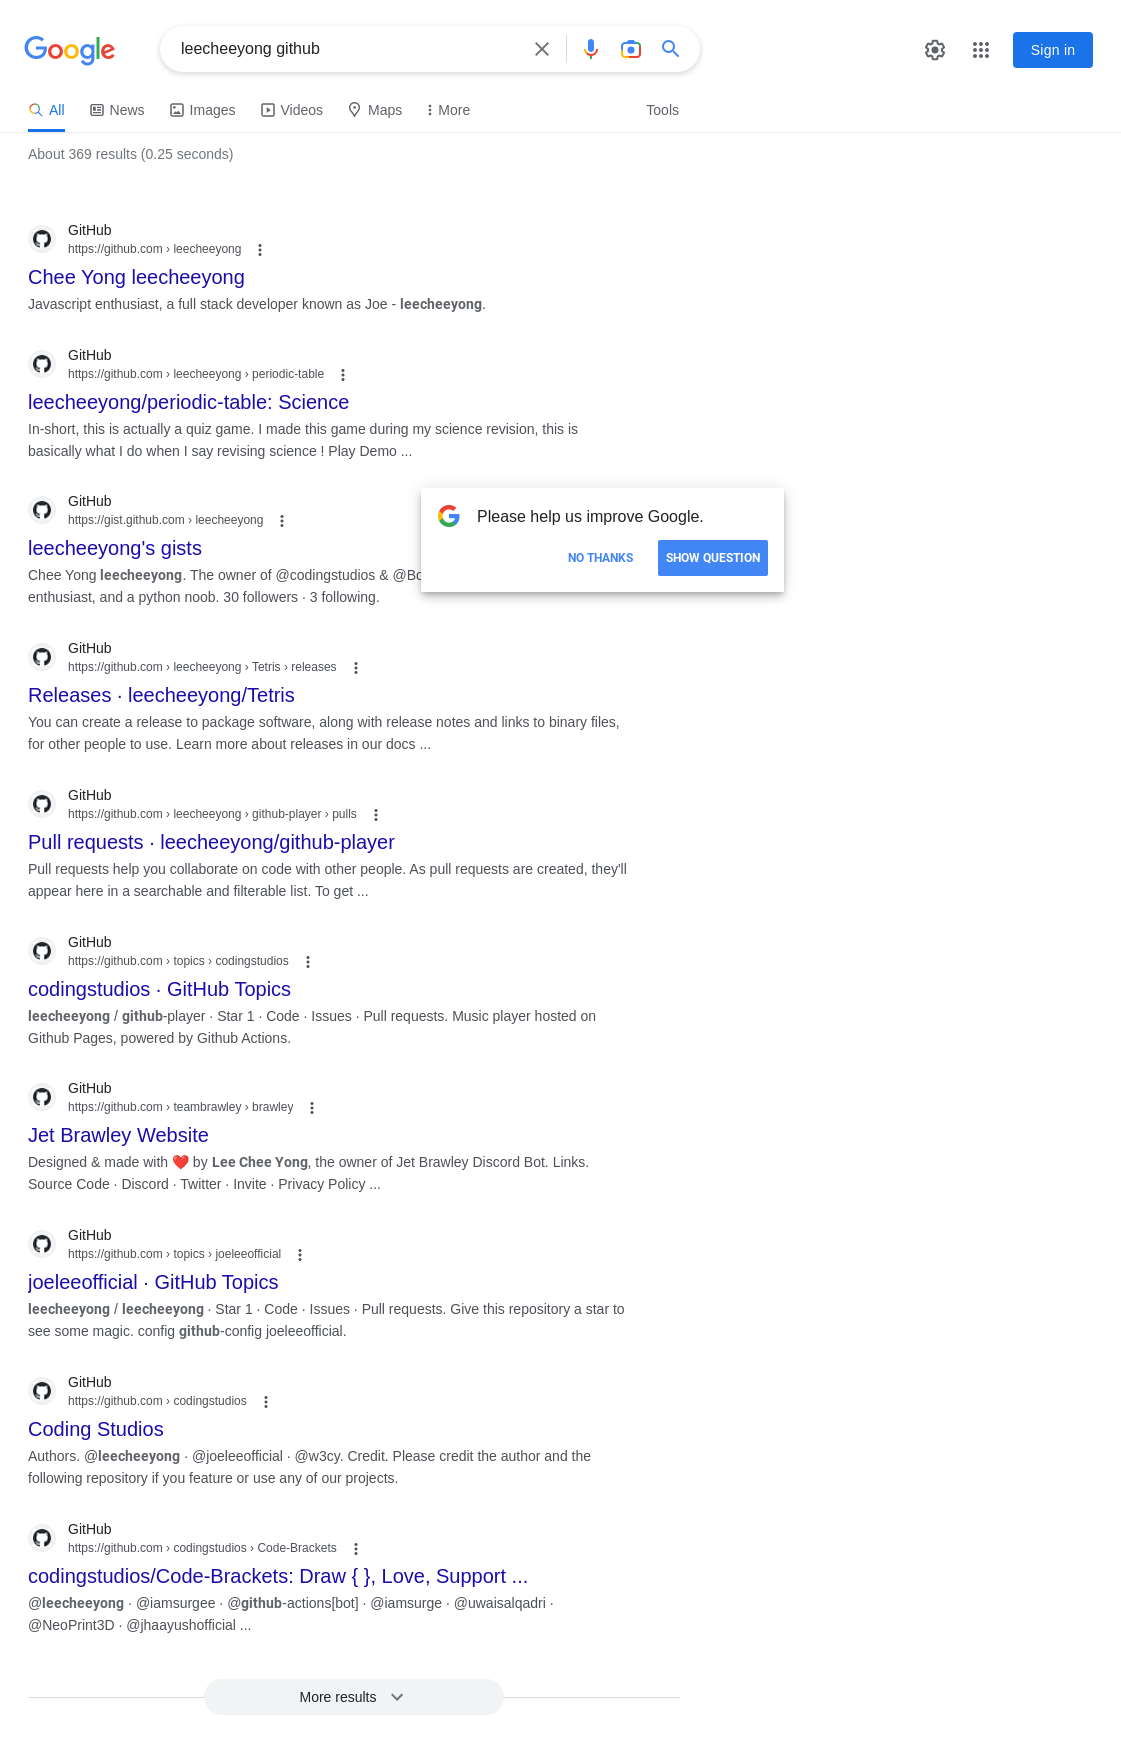 Google
leecheeyong github
Sign in
All
News
Images
Videos
Maps
More
Tools
About 369 results (0.25 seconds)
GitHub
https://github.com › leecheeyong
Chee Yong leecheeyong
Javascript enthusiast, a full stack developer known as Joe - leecheeyong.
GitHub
https://github.com › leecheeyong › periodic-table
leecheeyong/periodic-table: Science
In-short, this is actually a quiz game. I made this game during my science revision, this is
basically what I do when I say revising science ! Play Demo ...
GitHub
https://gist.github.com › leecheeyong
leecheeyong's gists
Chee Yong leecheeyong. The owner of @codingstudios &
enthusiast, and a python noob. 30 followers · 3 following.
Please help us improve Google.
NO THANKS
SHOW QUESTION
GitHub
https://github.com › leecheeyong › Tetris › releases
Releases · leecheeyong/Tetris
You can create a release to package software, along with release notes and links to binary files,
for other people to use. Learn more about releases in our docs ...
GitHub
https://github.com › leecheeyong › github-player › pulls
Pull requests · leecheeyong/github-player
Pull requests help you collaborate on code with other people. As pull requests are created, they'll
appear here in a searchable and filterable list. To get ...
GitHub
https://github.com › topics › codingstudios
codingstudios · GitHub Topics
leecheeyong / github-player · Star 1 · Code · Issues · Pull requests. Music player hosted on
Github Pages, powered by Github Actions.
GitHub
https://github.com › teambrawley › brawley
Jet Brawley Website
Designed & made with ❤️ by Lee Chee Yong, the owner of Jet Brawley Discord Bot. Links.
Source Code · Discord · Twitter · Invite · Privacy Policy ...
GitHub
https://github.com › topics › joeleeofficial
joeleeofficial · GitHub Topics
leecheeyong / leecheeyong · Star 1 · Code · Issues · Pull requests. Give this repository a star to
see some magic. config github-config joeleeofficial.
GitHub
https://github.com › codingstudios
Coding Studios
Authors. @leecheeyong · @joeleeofficial · @w3cy. Credit. Please credit the author and the
following repository if you feature or use any of our projects.
GitHub
https://github.com › codingstudios › Code-Brackets
codingstudios/Code-Brackets: Draw { }, Love, Support ...
@leecheeyong · @iamsurgee · @github-actions[bot] · @iamsurge · @uwaisalqadri ·
@NeoPrint3D · @jhaayushofficial ...
More results